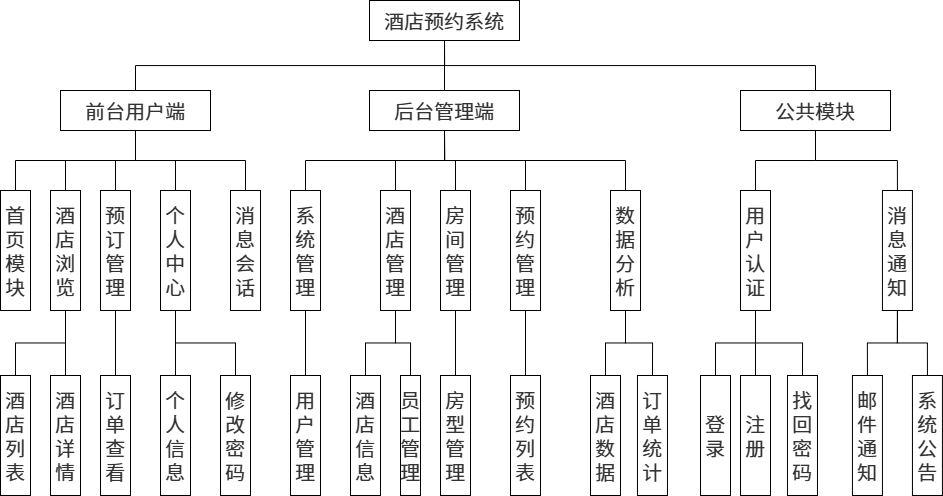 酒店预约系统
前台用户端
后台管理端
公共模块
首页模块
酒店浏览
预订管理
个人中心
消息会话
系统管理
酒店管理
房间管理
预约管理
数据分析
用户认证
消息通知
酒店列表
酒店详情
订单查看
个人信息
修改密码
用户管理
酒店信息
员工管理
房型管理
预约列表
酒店数据
订单统计
登录
注册
找回密码
邮件通知
系统公告